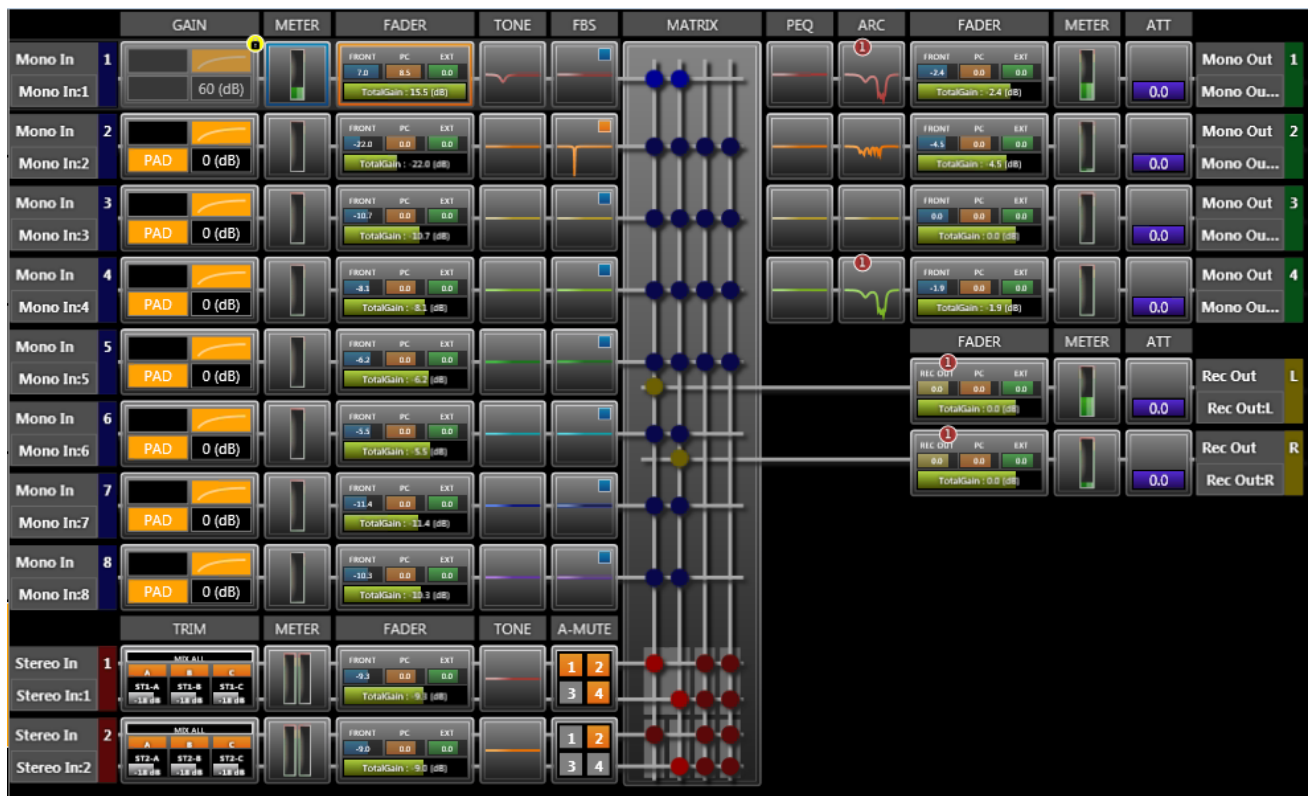 GAIN METER FADER TONE FBS MATRIX PEQ ARC FADER METER ATT
Mono In 1 FRONT PC EXT 1 FRONT PC EXT Mono Out 1
7.0 8.5 0.0 -2.4 0.0 0.0
Mono In:1 60 (dB) TotalGain : 15.5 (dB) TotalGain : -2.4 (dB) 0.0 Mono Ou...
Mono In 2 FRONT PC EXT FRONT PC EXT Mono Out 2
-22.0 0.0 0.0 -4.5 0.0 0.0
Mono In:2 PAD 0 (dB) TotalGain : -22.0 (dB) TotalGain : -4.5 (dB) 0.0 Mono Ou...
Mono In 3 FRONT PC EXT FRONT PC EXT Mono Out 3
-10.7 0.0 0.0 0.0 0.0 0.0
Mono In:3 PAD 0 (dB) TotalGain : -10.7 (dB) TotalGain : 0.0 (dB) 0.0 Mono Ou...
Mono In 4 FRONT PC EXT 1 FRONT PC EXT Mono Out 4
-8.1 0.0 0.0 -1.9 0.0 0.0
Mono In:4 PAD 0 (dB) TotalGain : -8.1 (dB) TotalGain : -1.9 (dB) 0.0 Mono Ou...
Mono In 5 FRONT PC EXT FADER METER ATT
-6.2 0.0 0.0 1 REC OUT PC EXT Rec Out L
Mono In:5 PAD 0 (dB) TotalGain : -6.2 (dB) 0.0 0.0 0.0
TotalGain : 0.0 (dB) 0.0 Rec Out:L
Mono In 6 FRONT PC EXT 1
-5.5 0.0 0.0 REC OUT PC EXT Rec Out R
Mono In:6 PAD 0 (dB) TotalGain : -5.5 (dB) 0.0 0.0 0.0
TotalGain : 0.0 (dB) 0.0 Rec Out:R
Mono In 7 FRONT PC EXT
-11.4 0.0 0.0
Mono In:7 PAD 0 (dB) TotalGain : -11.4 (dB)
Mono In 8 FRONT PC EXT
-10.3 0.0 0.0
Mono In:8 PAD 0 (dB) TotalGain : -10.3 (dB)
TRIM METER FADER TONE A-MUTE
Stereo In 1 MIX ALL FRONT PC EXT 1 2
A B C -9.3 0.0 0.0
Stereo In:1 ST1-A ST1-B ST1-C TotalGain : -9.3 (dB) 3 4
-18 dB -18 dB -18 dB
Stereo In 2 MIX ALL FRONT PC EXT 1 2
A B C -9.0 0.0 0.0
Stereo In:2 ST2-A ST2-B ST2-C TotalGain : -9.0 (dB) 3 4
-18 dB -18 dB -18 dB